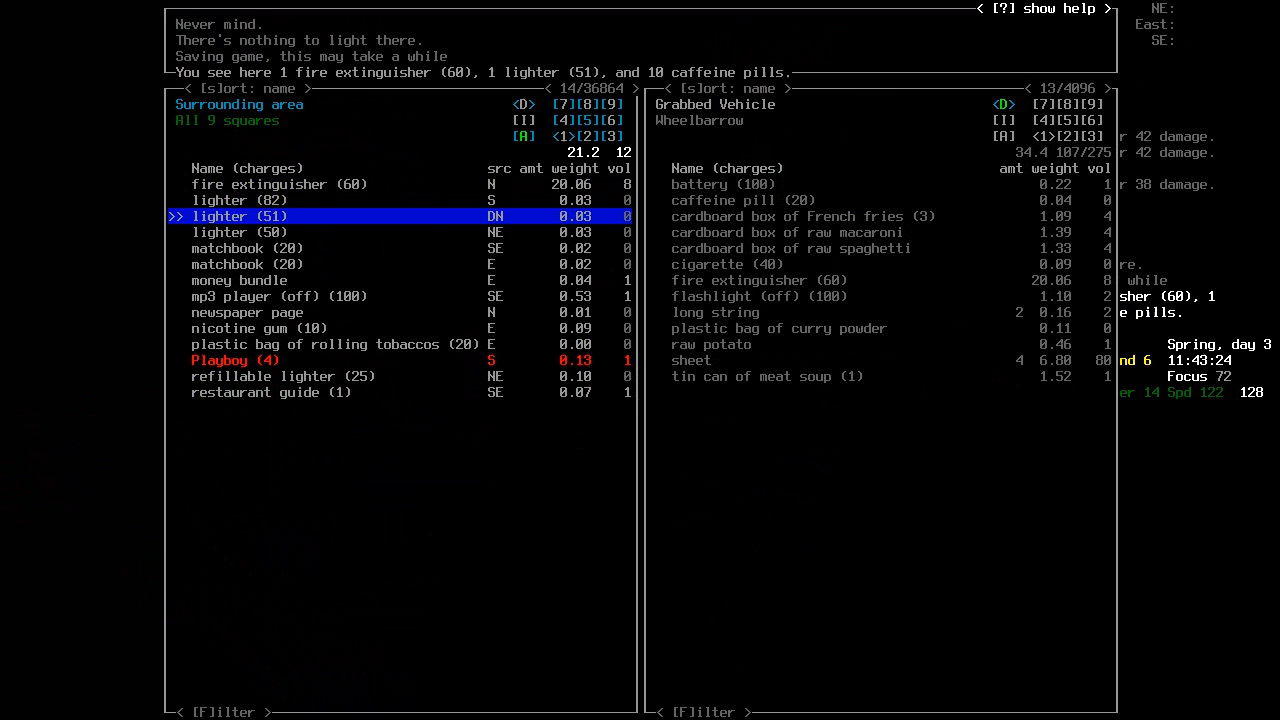 < [?] show help >
NE:
Never mind.
East:
There's nothing to light there.
SE:
Saving game, this may take a while
You see here 1 fire extinguisher (60), 1 lighter (51), and 10 caffeine pills.
< [s]ort: name > < 14/36864 >
Surrounding area <D> [7][8][9]
All 9 squares [I] [4][5][6]
[A] <1>[2][3]
21.2 12
Name (charges) src amt weight vol
fire extinguisher (60) N 20.06 8
lighter (82) S 0.03 0
>> lighter (51) DN 0.03 0
lighter (50) NE 0.03 0
matchbook (20) SE 0.02 0
matchbook (20) E 0.02 0
money bundle E 0.04 1
mp3 player (off) (100) SE 0.53 1
newspaper page N 0.01 0
nicotine gum (10) E 0.09 0
plastic bag of rolling tobaccos (20) E 0.00 0
Playboy (4) S 0.13 1
refillable lighter (25) NE 0.10 0
restaurant guide (1) SE 0.07 1
< [F]ilter >
< [s]ort: name > < 13/4096 >
Grabbed Vehicle <D> [7][8][9]
Wheelbarrow [I] [4][5][6]
[A] <1>[2][3]
34.4 107/275
Name (charges) amt weight vol
battery (100) 0.22 1
caffeine pill (20) 0.04 0
cardboard box of French fries (3) 1.09 4
cardboard box of raw macaroni 1.39 4
cardboard box of raw spaghetti 1.33 4
cigarette (40) 0.09 0
fire extinguisher (60) 20.06 8
flashlight (off) (100) 1.10 2
long string 2 0.16 2
plastic bag of curry powder 0.11 0
raw potato 0.46 1
sheet 4 6.80 80
tin can of meat soup (1) 1.52 1
< [F]ilter >
r 42 damage.
r 42 damage.
r 38 damage.
re.
while
sher (60), 1
e pills.
Spring, day 3
nd 6 11:43:24
Focus 72
er 14 Spd 122 128